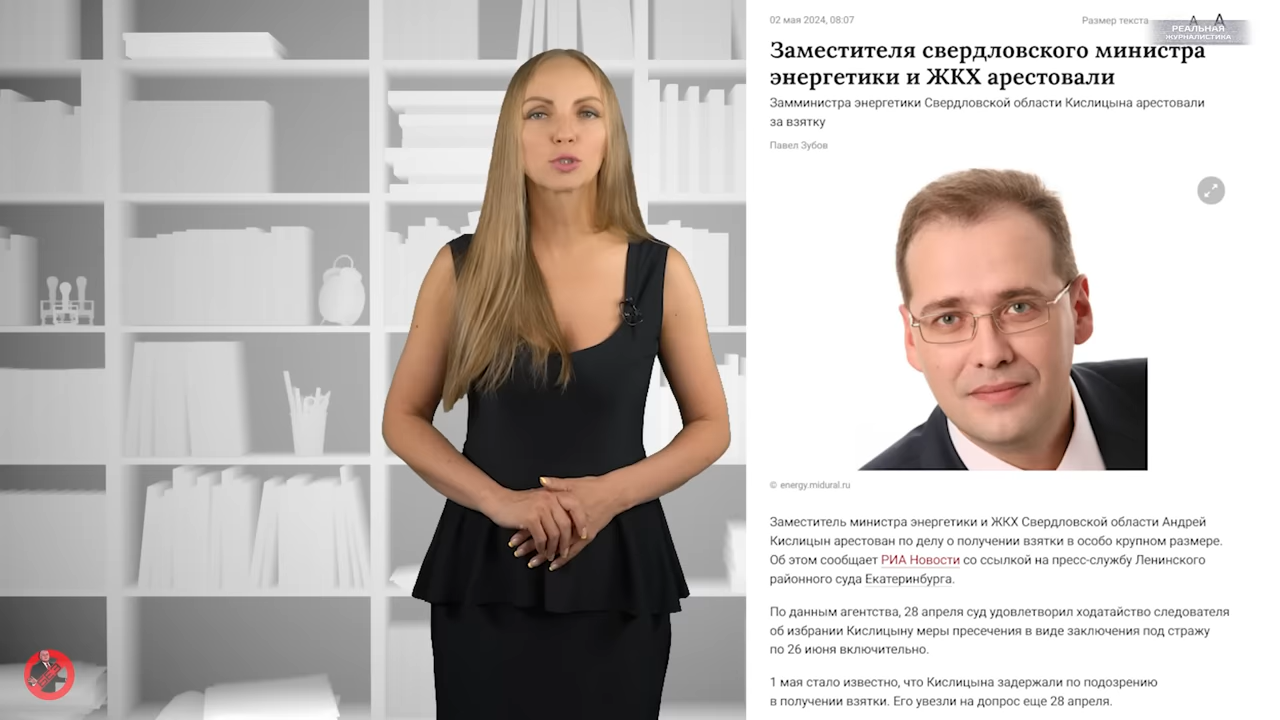 02 мая 2024, 08:07
Размер текста
А А
РЕАЛЬНАЯ
ЖУРНАЛИСТИКА
Заместителя свердловского министра
энергетики и ЖКХ арестовали
Замминистра энергетики Свердловской области Кислицына арестовали
за взятку
Павел Зубов
© energy.midural.ru
Заместитель министра энергетики и ЖКХ Свердловской области Андрей
Кислицын арестован по делу о получении взятки в особо крупном размере.
Об этом сообщает РИА Новости со ссылкой на пресс-службу Ленинского
районного суда Екатеринбурга.
По данным агентства, 28 апреля суд удовлетворил ходатайство следователя
об избрании Кислицыну меры пресечения в виде заключения под стражу
по 26 июня включительно.
1 мая стало известно, что Кислицына задержали по подозрению
в получении взятки. Его увезли на допрос еще 28 апреля.